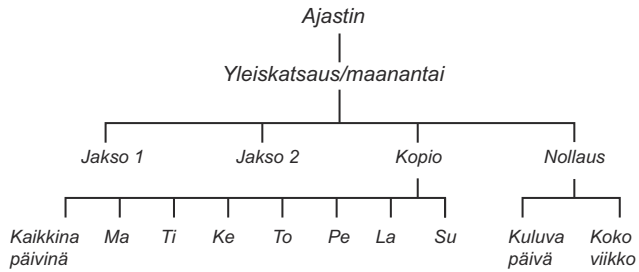 Ajastin
Yleiskatsaus/maanantai
Jakso 1
Jakso 2
Kopio
Nollaus
Kaikkina
päivinä
Ma
Ti
Ke
To
Pe
La
Su
Kuluva
päivä
Koko
viikko